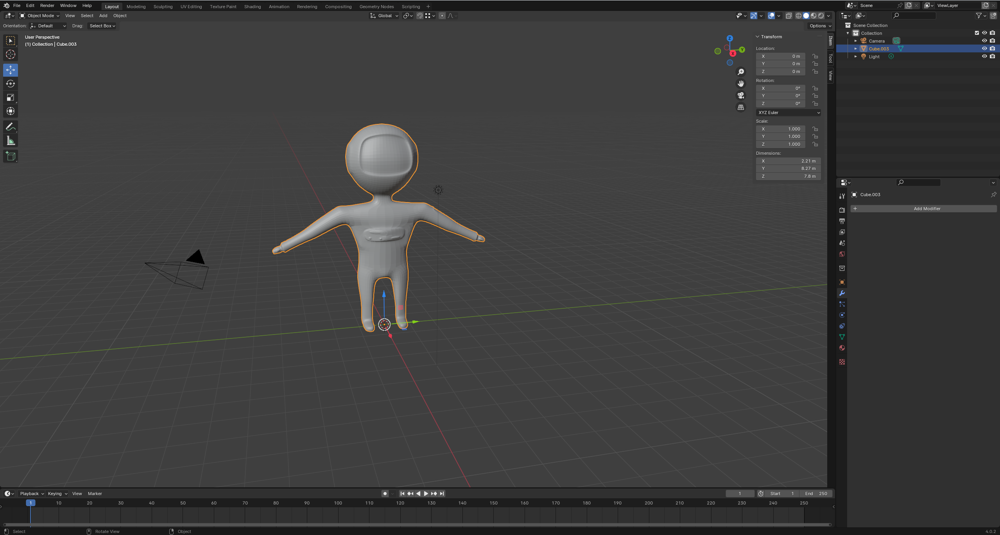 File Edit Render Window Help Layout Modeling Sculpting UV Editing Texture Paint Shading Animation Rendering Compositing Geometry Nodes Scripting + Scene ViewLayer
Object Mode View Select Add Object Global
Orientation: Default Drag: Select Box Options
User Perspective
(1) Collection | Cube.003
Z
Y
X
Transform
Location:
X 0 m
Y 0 m
Z 0 m
Rotation:
X 0°
Y 0°
Z 0°
XYZ Euler
Scale:
X 1.000
Y 1.000
Z 1.000
Dimensions:
X 2.21 m
Y 8.27 m
Z 7.8 m
Item
Tool
View
Scene Collection
Collection
Camera
Cube.003
Light
Cube.003
+ Add Modifier
Playback Keying View Marker 1 Start 1 End 250
1 10 20 30 40 50 60 70 80 90 100 110 120 130 140 150 160 170 180 190 200 210 220 230 240 250
Select Rotate View Object 4.0.2